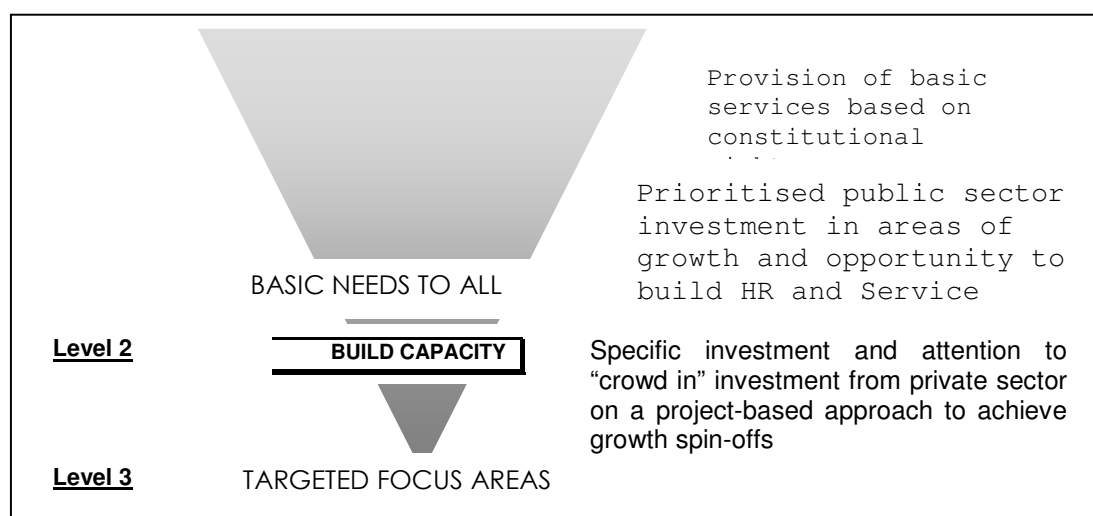 Provision of basic
services based on
constitutional
Prioritised public sector
investment in areas of
growth and opportunity to
build HR and Service
BASIC NEEDS TO ALL
Level 2
BUILD CAPACITY
Specific investment and attention to
“crowd in” investment from private sector
on a project-based approach to achieve
growth spin-offs
Level 3
TARGETED FOCUS AREAS